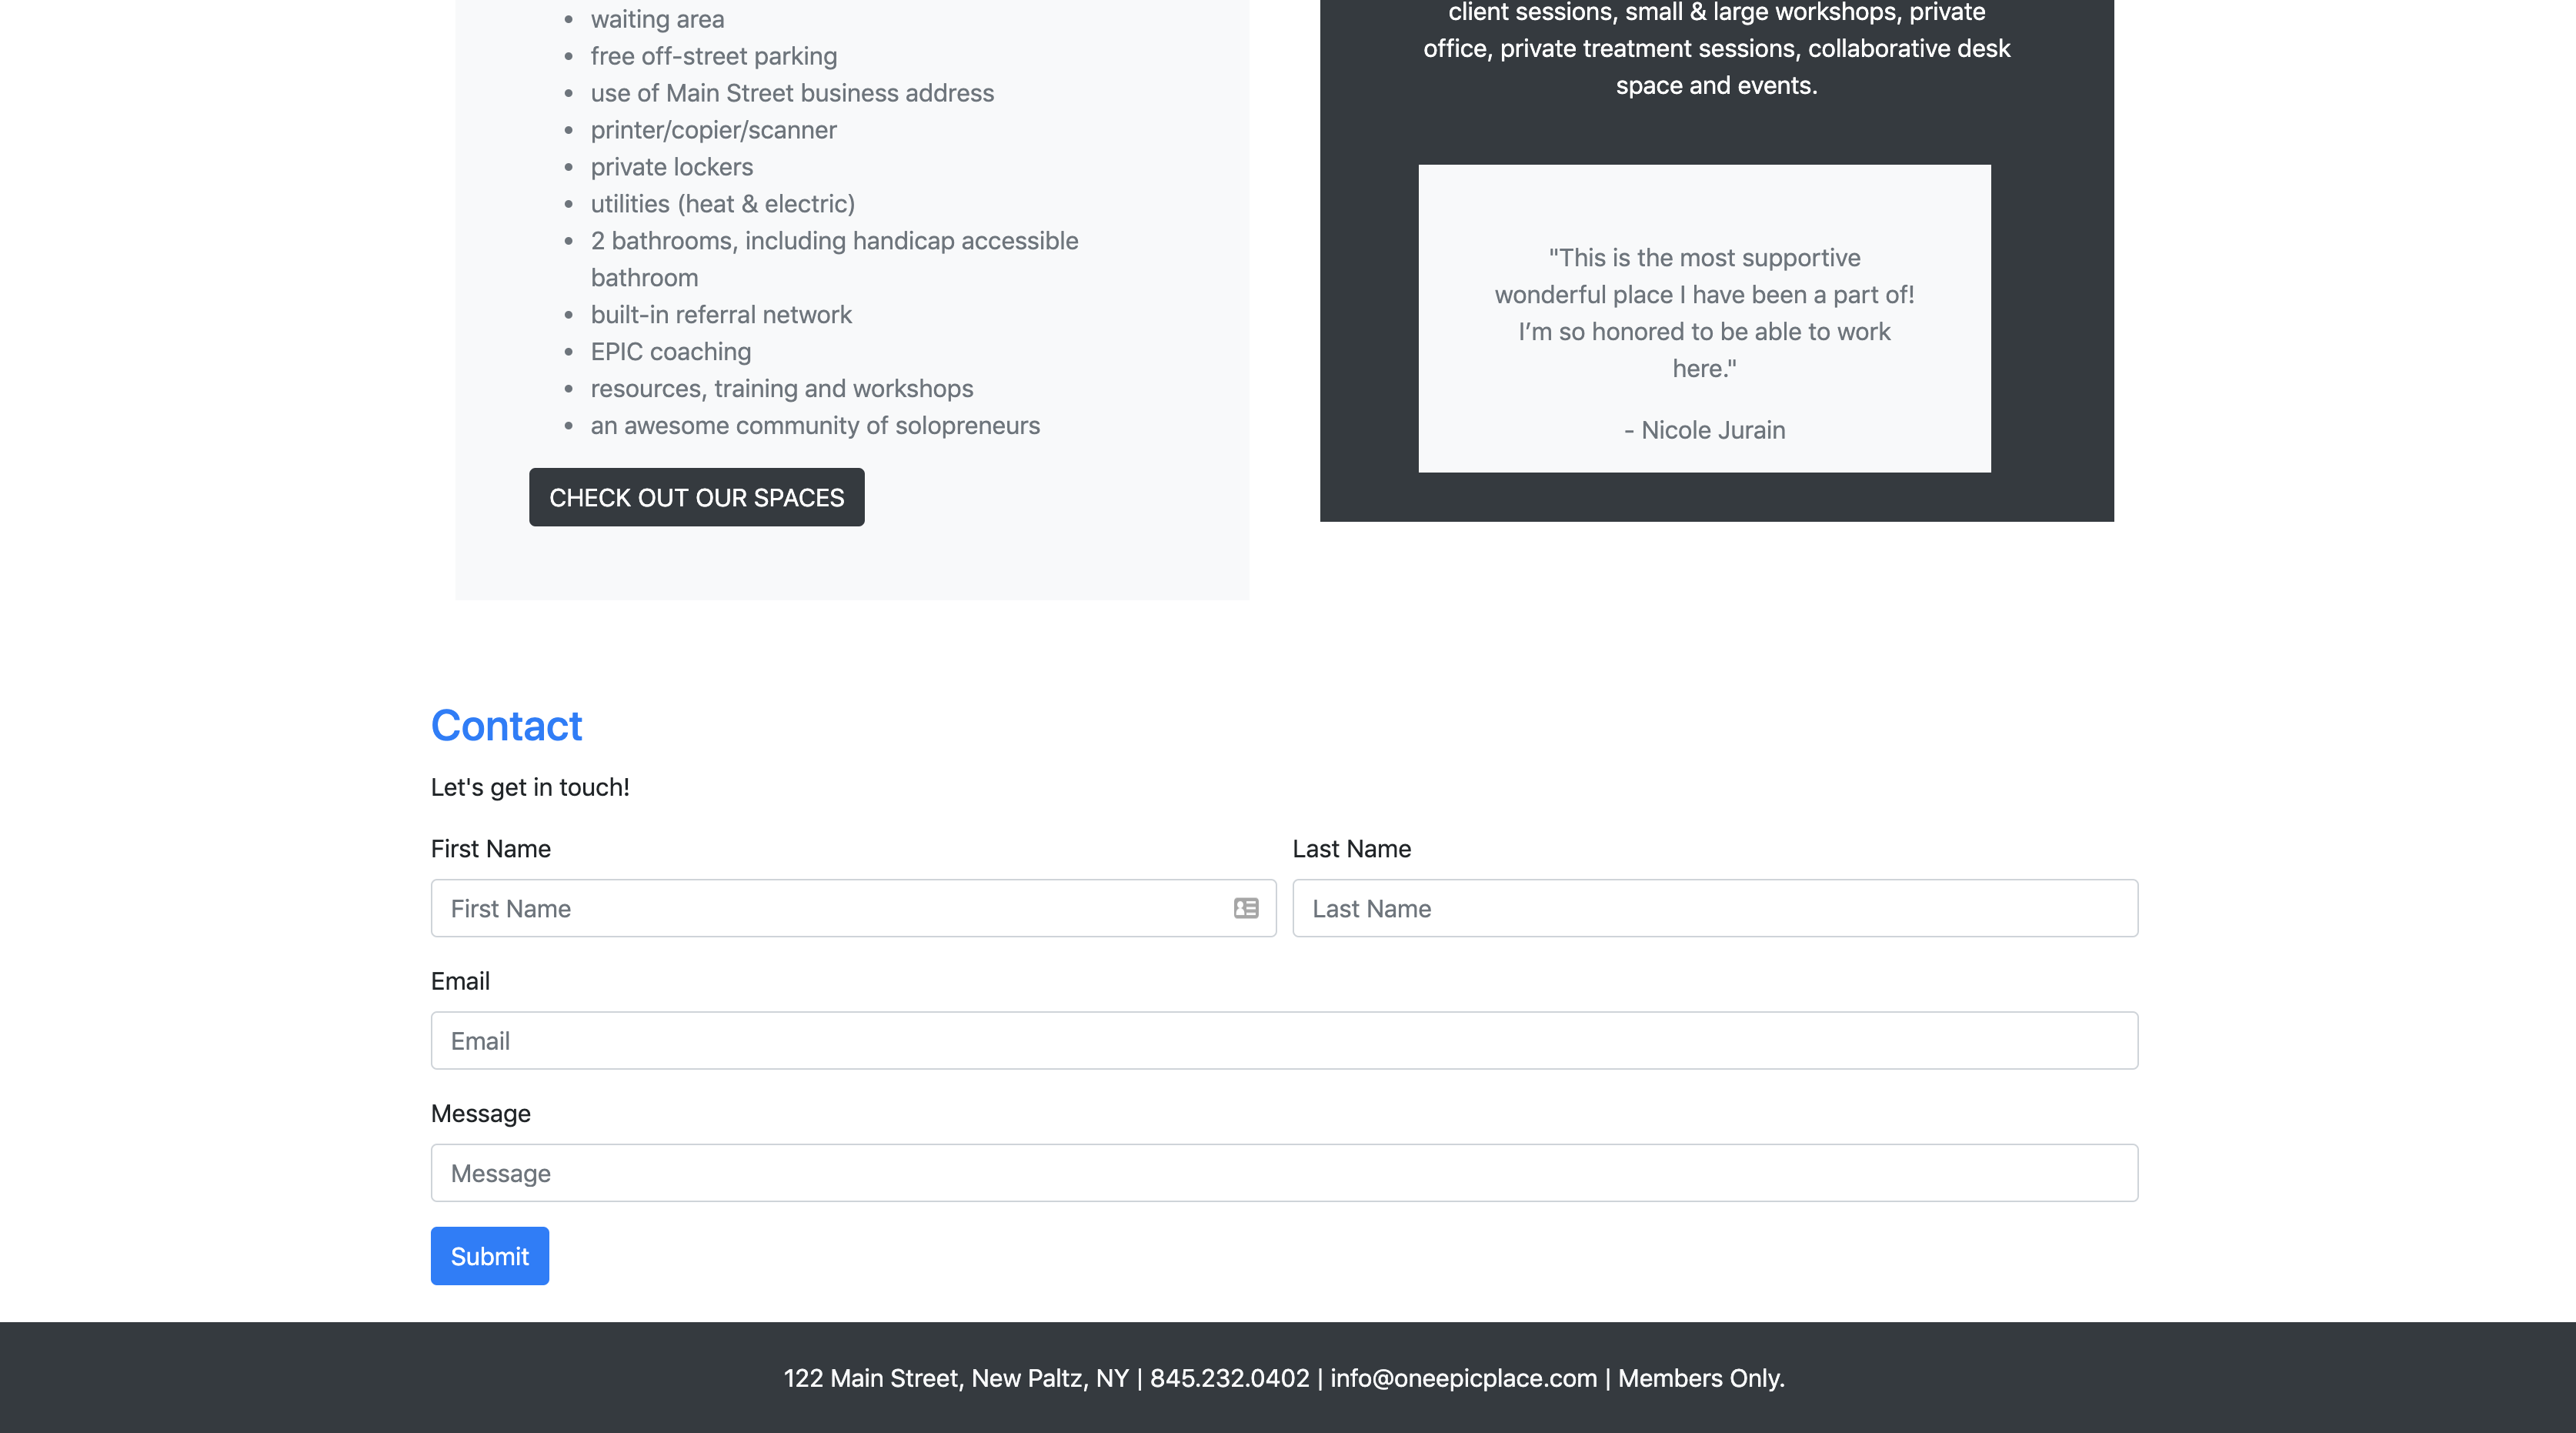 waiting area
free off-street parking
use of Main Street business address
printer/copier/scanner
private lockers
utilities (heat & electric)
2 bathrooms, including handicap accessible
bathroom
built-in referral network
EPIC coaching
resources, training and workshops
an awesome community of solopreneurs
CHECK OUT OUR SPACES
client sessions, small & large workshops, private
office, private treatment sessions, collaborative desk
space and events.
"This is the most supportive
wonderful place I have been a part of!
I’m so honored to be able to work
here."
- Nicole Jurain
Contact
Let's get in touch!
First Name
Last Name
First Name
Last Name
Email
Email
Message
Message
Submit
122 Main Street, New Paltz, NY | 845.232.0402 | info@oneepicplace.com | Members Only.